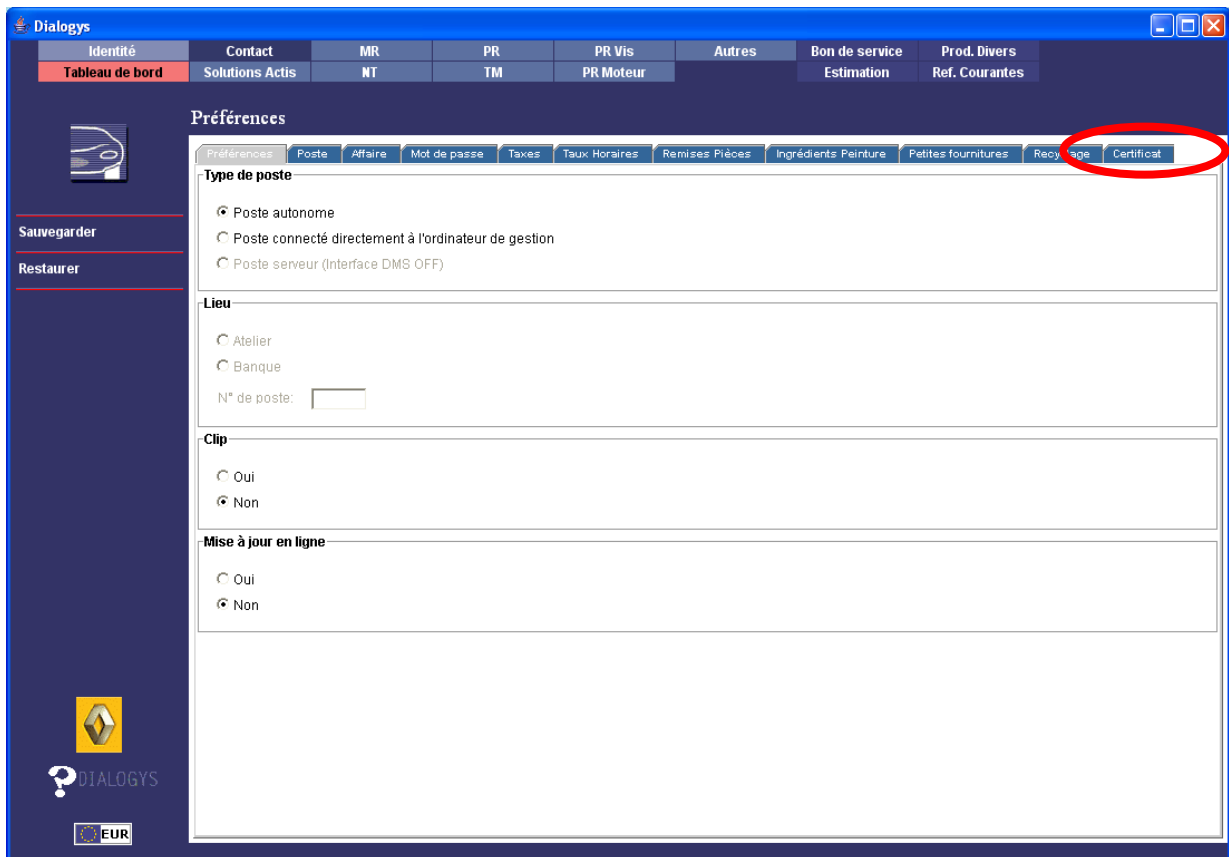 Dialogys
Identité Contact MR PR PR Vis Autres Bon de service Prod. Divers
Tableau de bord Solutions Actis NT TM PR Moteur Estimation Ref. Courantes
Préférences
Préférences Poste Affaire Mot de passe Taxes Taux Horaires Remises Pièces Ingrédients Peinture Petites fournitures Recyclage Certificat
Type de poste
Poste autonome
Poste connecté directement à l'ordinateur de gestion
Poste serveur (Interface DMS OFF)
Sauvegarder
Restaurer
Lieu
Atelier
Banque
N° de poste:
Clip
Oui
Non
Mise à jour en ligne
Oui
Non
?DIALOGYS
EUR